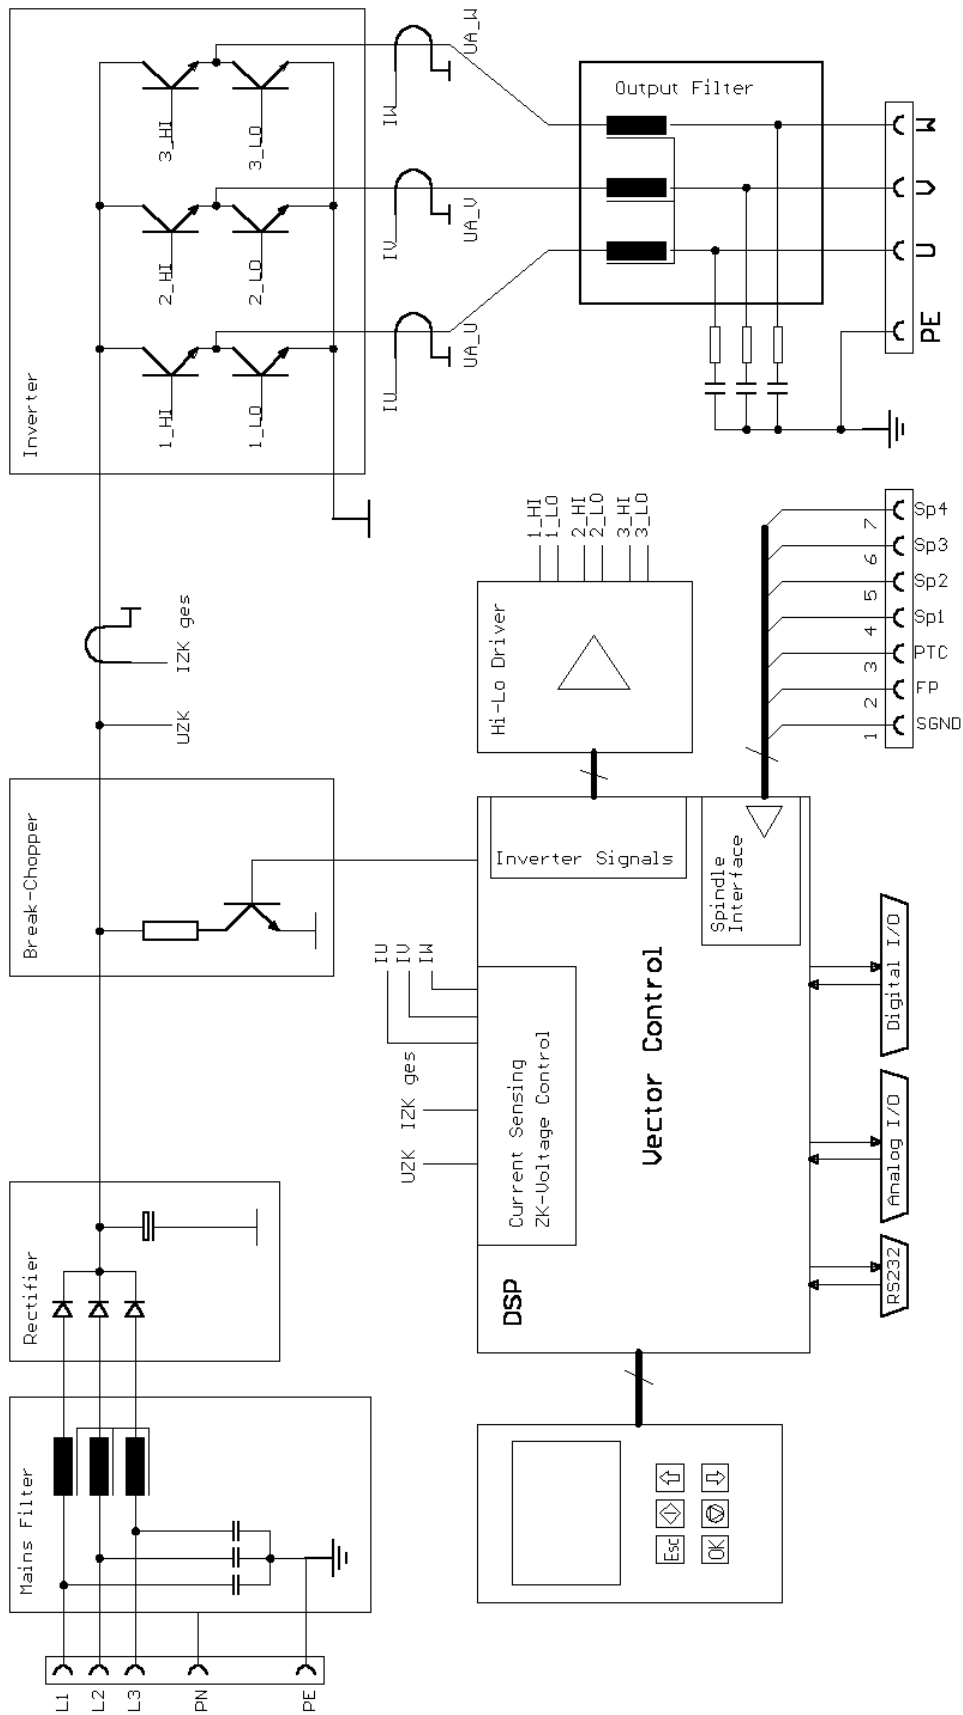 Inverter
3_HI
3_LO
2_HI
2_LO
1_HI
1_LO
IW
UA_W
IV
UA_V
IU
UA_U
Output Filter
W
V
U
PE
IZK ges
UZK
Hi-Lo Driver
1_HI
1_LO
2_HI
2_LO
3_HI
3_LO
7
Sp4
6
Sp3
5
Sp2
4
Sp1
3
PTC
2
FP
1
SGND
Break-Chopper
Inverter Signals
Spindle
Interface
IU
IV
IW
IZK ges
UZK
Current Sensing
ZK-Voltage Control
Vector Control
DSP
Digital I/O
Analog I/O
RS232
Rectifier
Mains Filter
Esc
OK
L1
L2
L3
PN
PE